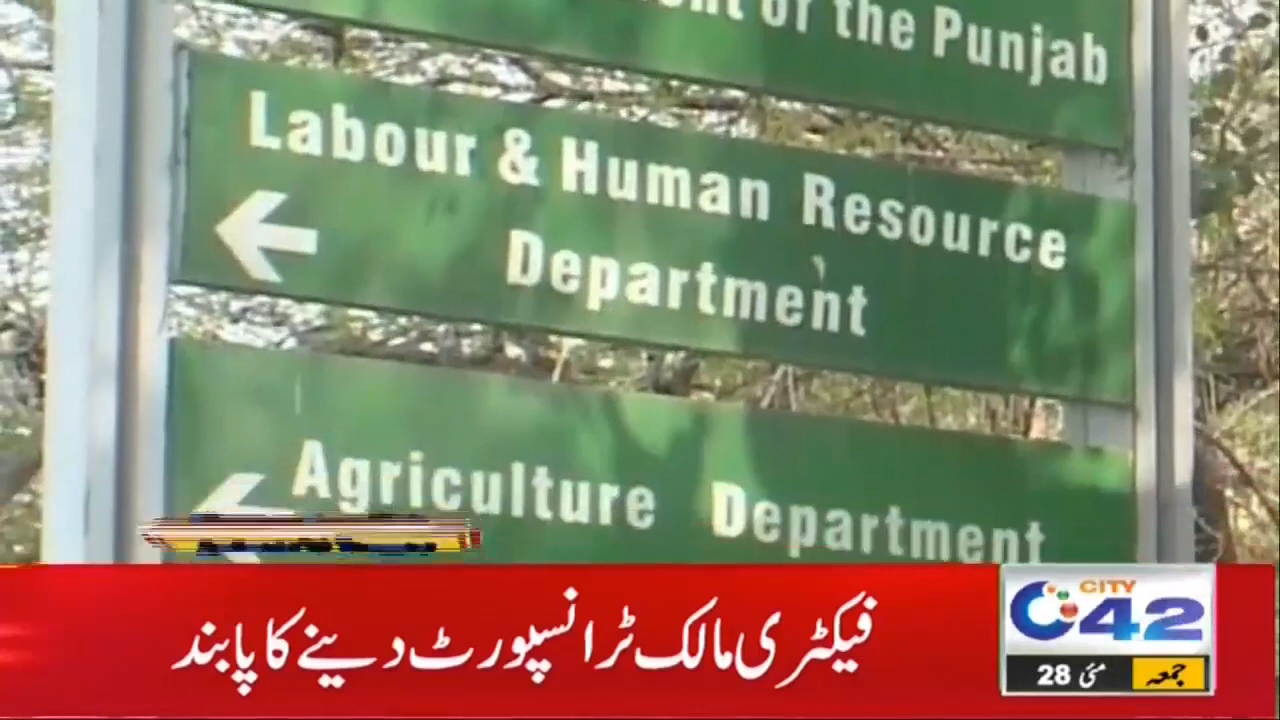 of the Punjab
Labour & Human Resource
Department
Agriculture Department
فیکٹری مالک ٹرانسپورٹ دینے کا پابند
CITY
42
جمعہ
28 مئی